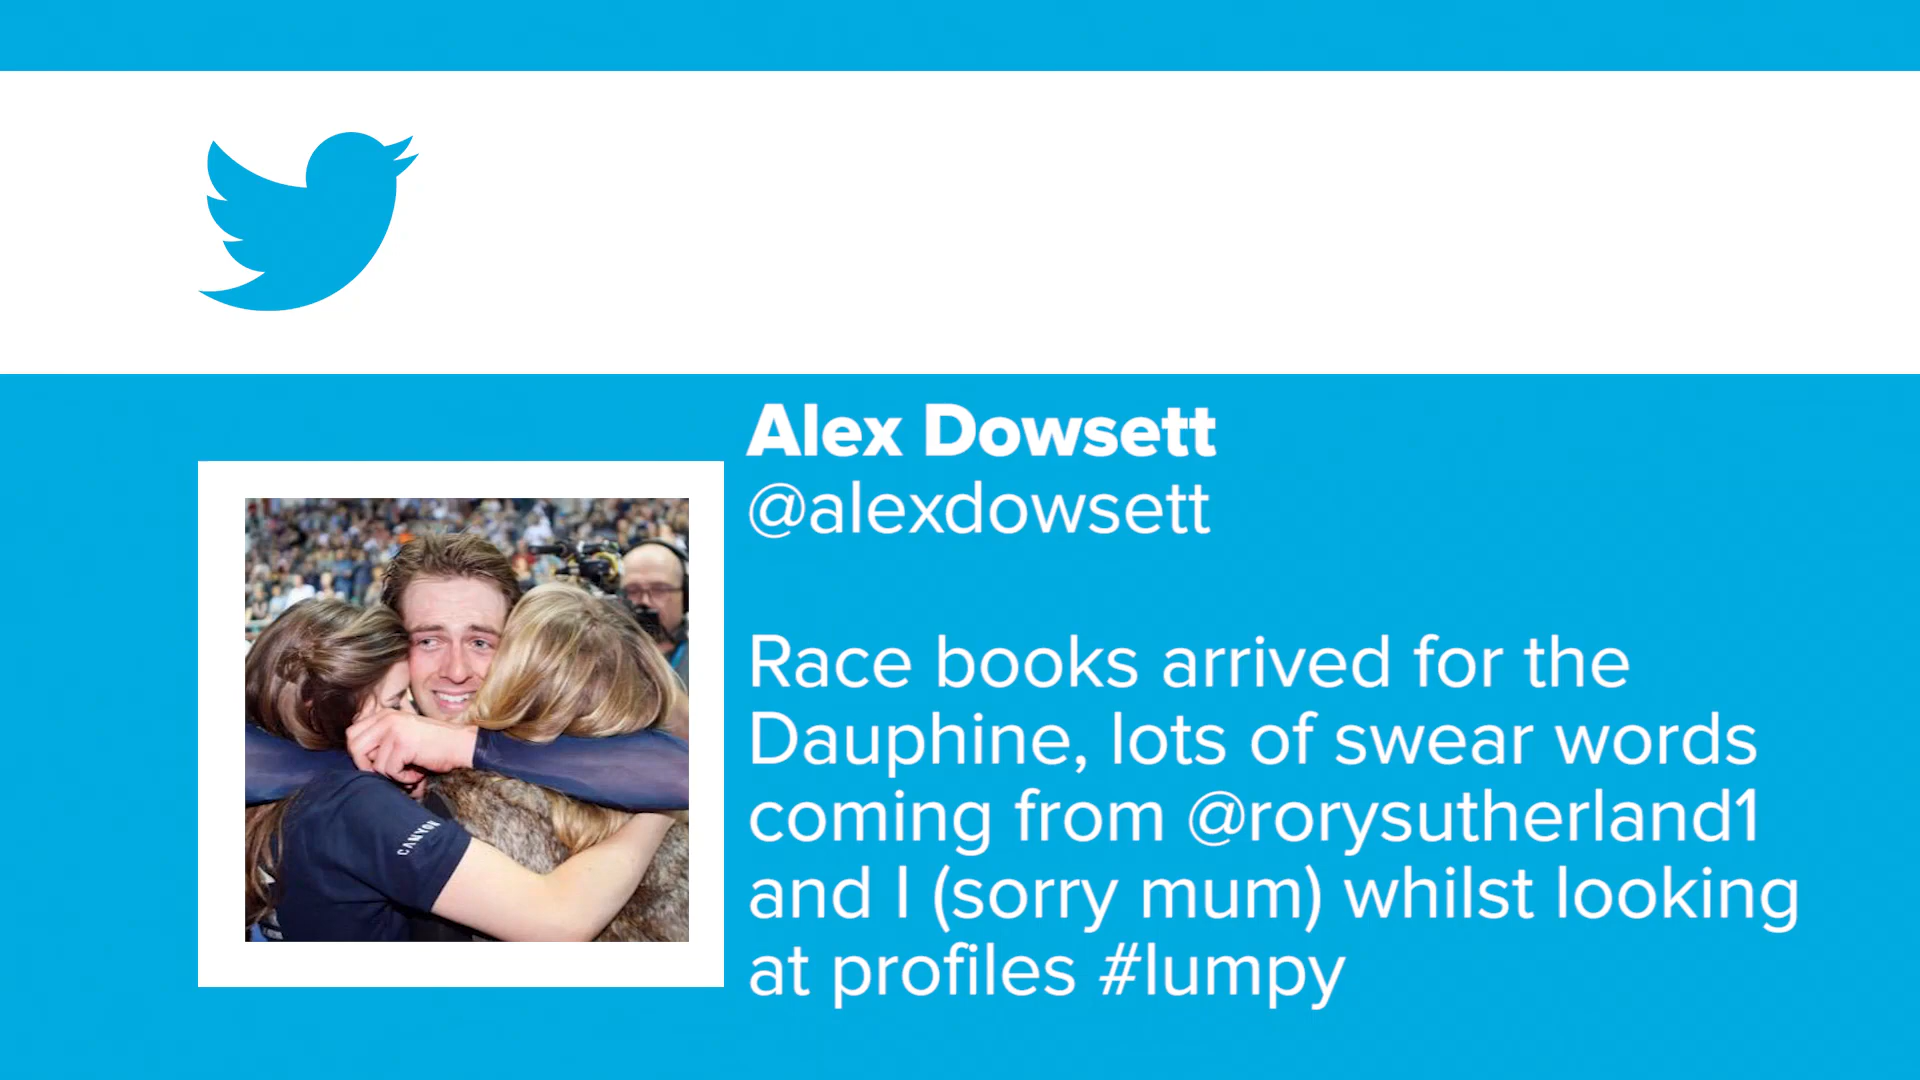 Alex Dowsett
@alexdowsett
Race books arrived for the
Dauphine, lots of swear words
coming from @rorysutherland1
and I (sorry mum) whilst looking
at profiles #lumpy
CANYON